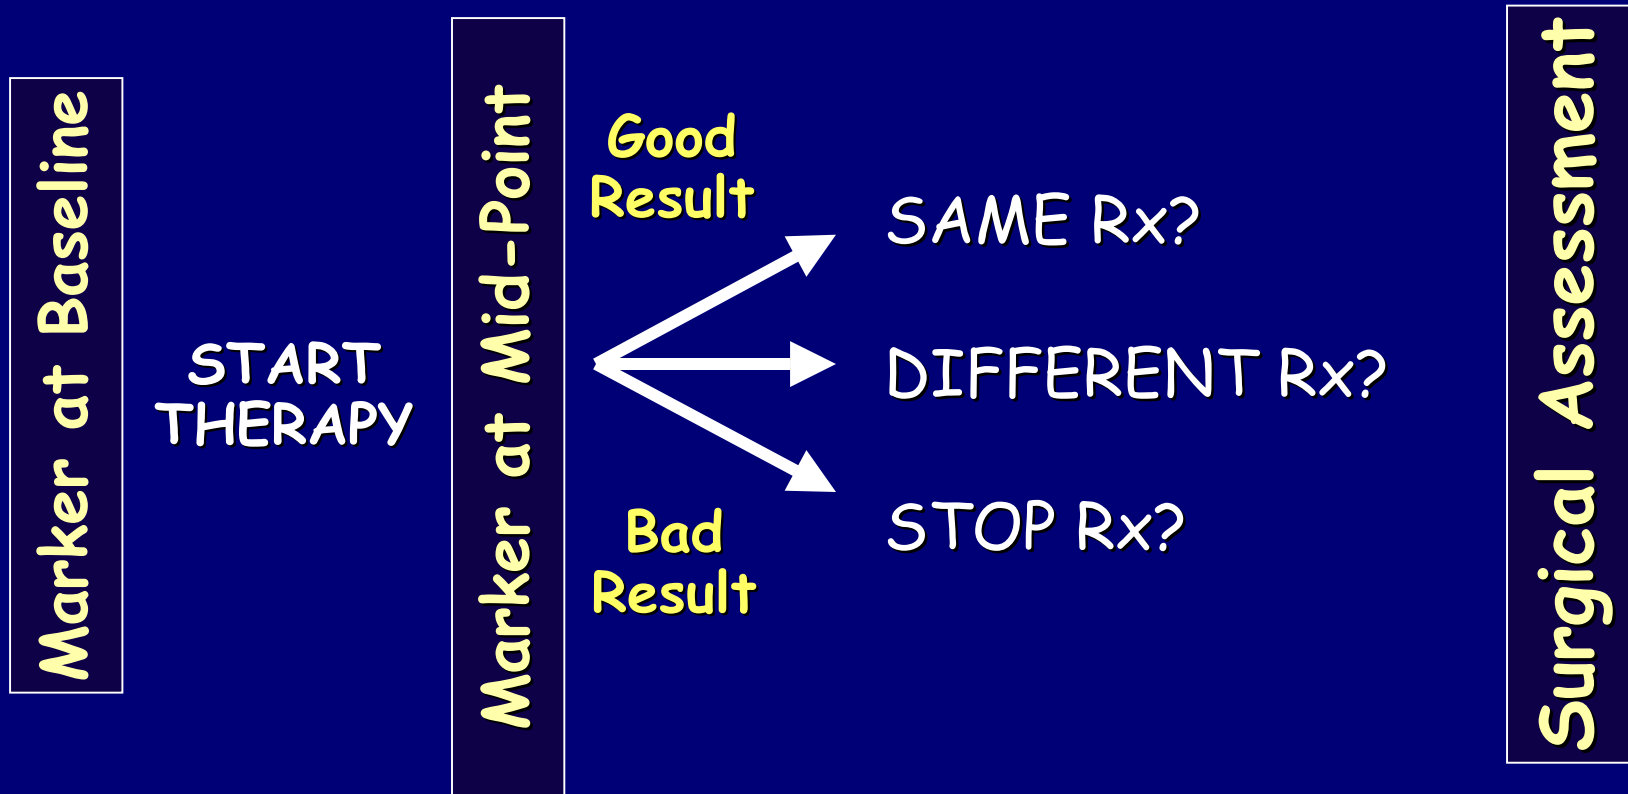 Marker at Baseline
START
THERAPY
Marker at Mid-Point
Good
Result
SAME Rx?
DIFFERENT Rx?
STOP Rx?
Bad
Result
Surgical Assessment